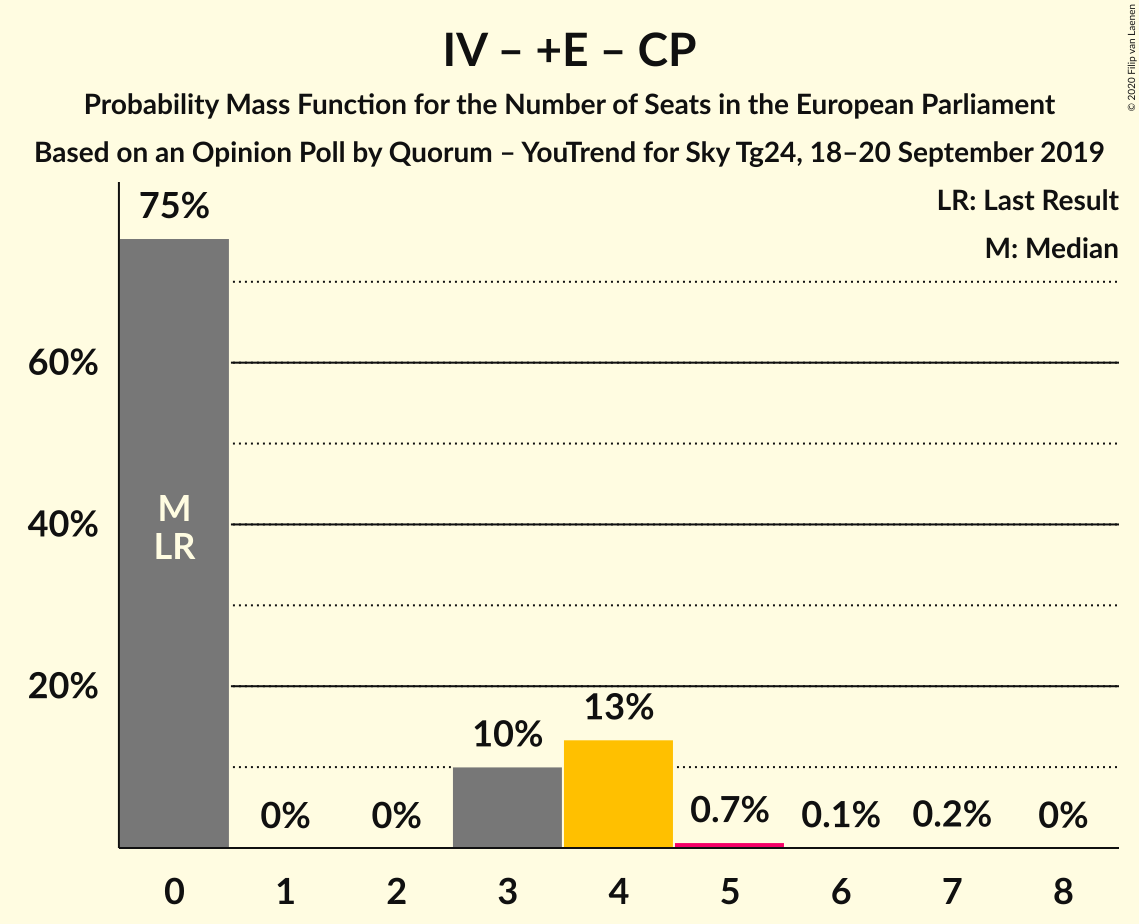 IV – +E – CP
Probability Mass Function for the Number of Seats in the European Parliament
Based on an Opinion Poll by Quorum – YouTrend for Sky Tg24, 18–20 September 2019
© 2020 Filip van Laenen
LR: Last Result
M: Median
75%
60%
40%
20%
M
LR
0%
0%
10%
13%
0.7%
0.1%
0.2%
0%
0
1
2
3
4
5
6
7
8